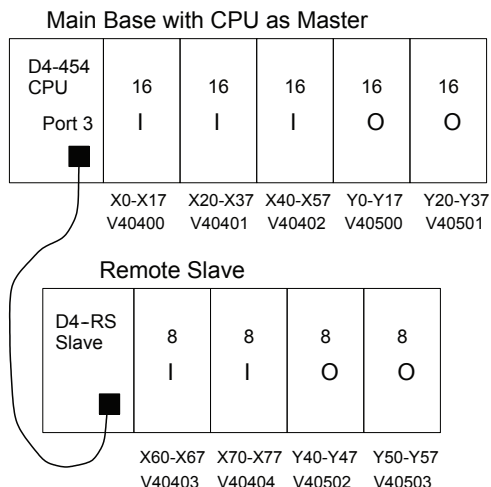 Main Base with CPU as Master
D4-454
CPU
Port 3
16
I
16
I
16
I
16
O
16
O
X0-X17 X20-X37 X40-X57 Y0-Y17 Y20-Y37
V40400 V40401 V40402 V40500 V40501
Remote Slave
D4-RS
Slave
8
I
8
I
8
O
8
O
X60-X67 X70-X77 Y40-Y47 Y50-Y57
V40403 V40404 V40502 V40503